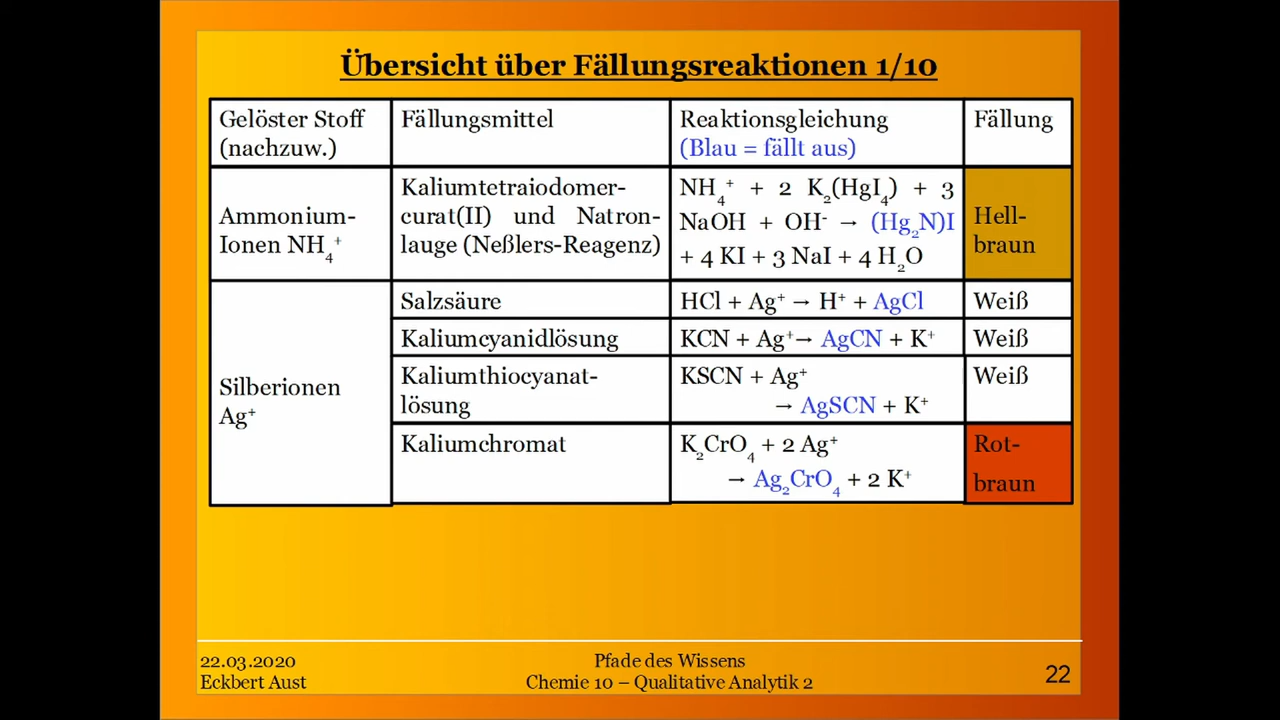 Übersicht über Fällungsreaktionen 1/10
Gelöster Stoff
(nachzuw.)
Fällungsmittel
Reaktionsgleichung
(Blau = fällt aus)
Fällung
Ammonium-
Ionen NH₄⁺
Kaliumtetraiodomer-
curat(II) und Natron-
lauge (Neßlers-Reagenz)
NH₄⁺ + 2 K₂(HgI₄) + 3
NaOH + OH⁻ → (Hg₂N)I
+ 4 KI + 3 NaI + 4 H₂O
Hell-
braun
Silberionen
Ag⁺
Salzsäure
HCl + Ag⁺ → H⁺ + AgCl
Weiß
Kaliumcyanidlösung
KCN + Ag⁺→ AgCN + K⁺
Weiß
Kaliumthiocyanat-
lösung
KSCN + Ag⁺
→ AgSCN + K⁺
Weiß
Kaliumchromat
K₂CrO₄ + 2 Ag⁺
→ Ag₂CrO₄ + 2 K⁺
Rot-
braun
22.03.2020
Eckbert Aust
Pfade des Wissens
Chemie 10 – Qualitative Analytik 2
22